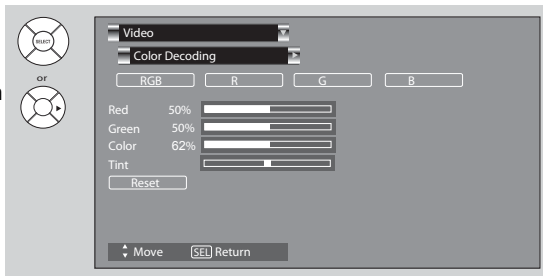 SELECT
or
Video
Color Decoding
RGB R G B
Red 50%
Green 50%
Color 62%
Tint
Reset
Move SEL Return